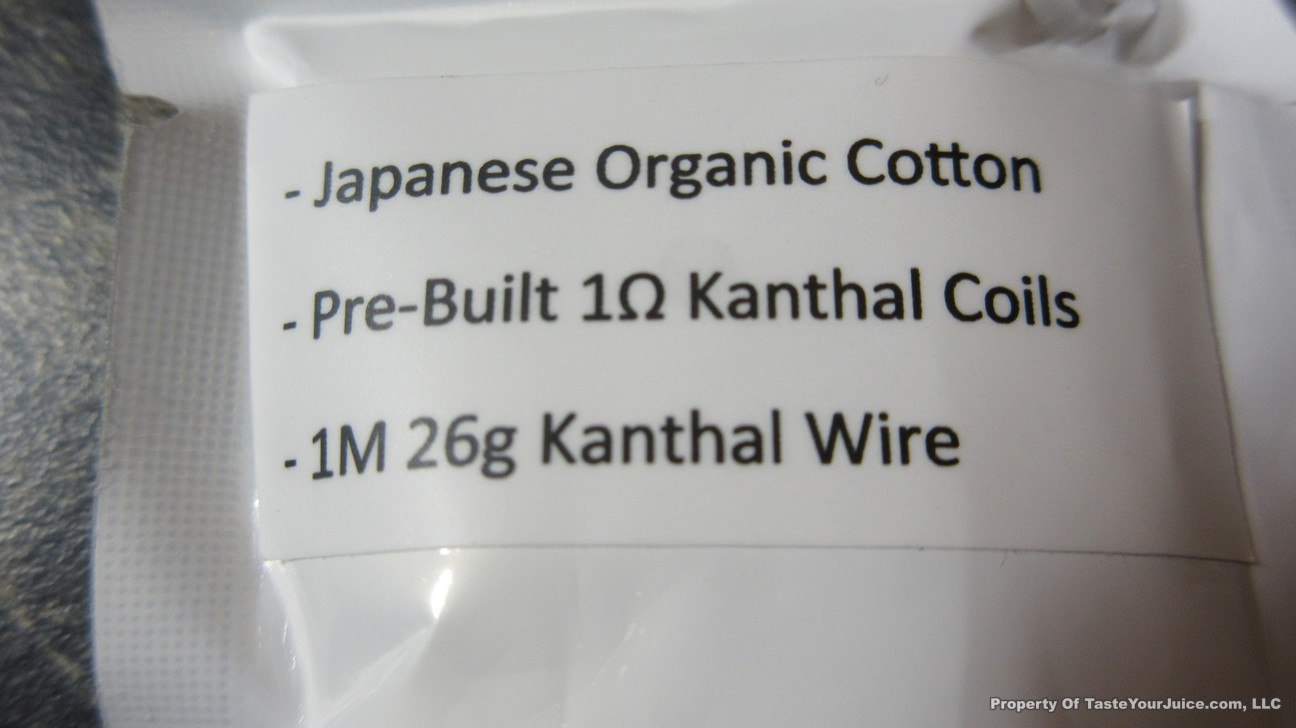 - Japanese Organic Cotton
- Pre-Built 1Ω Kanthal Coils
- 1M 26g Kanthal Wire
Property Of TasteYourJuice.com, LLC